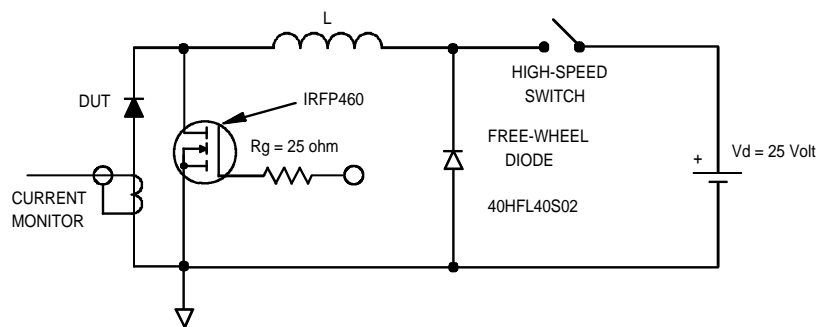 L
HIGH-SPEED
SWITCH
DUT
IRFP460
Rg = 25 ohm
FREE-WHEEL
DIODE
+
Vd = 25 Volt
CURRENT
MONITOR
40HFL40S02